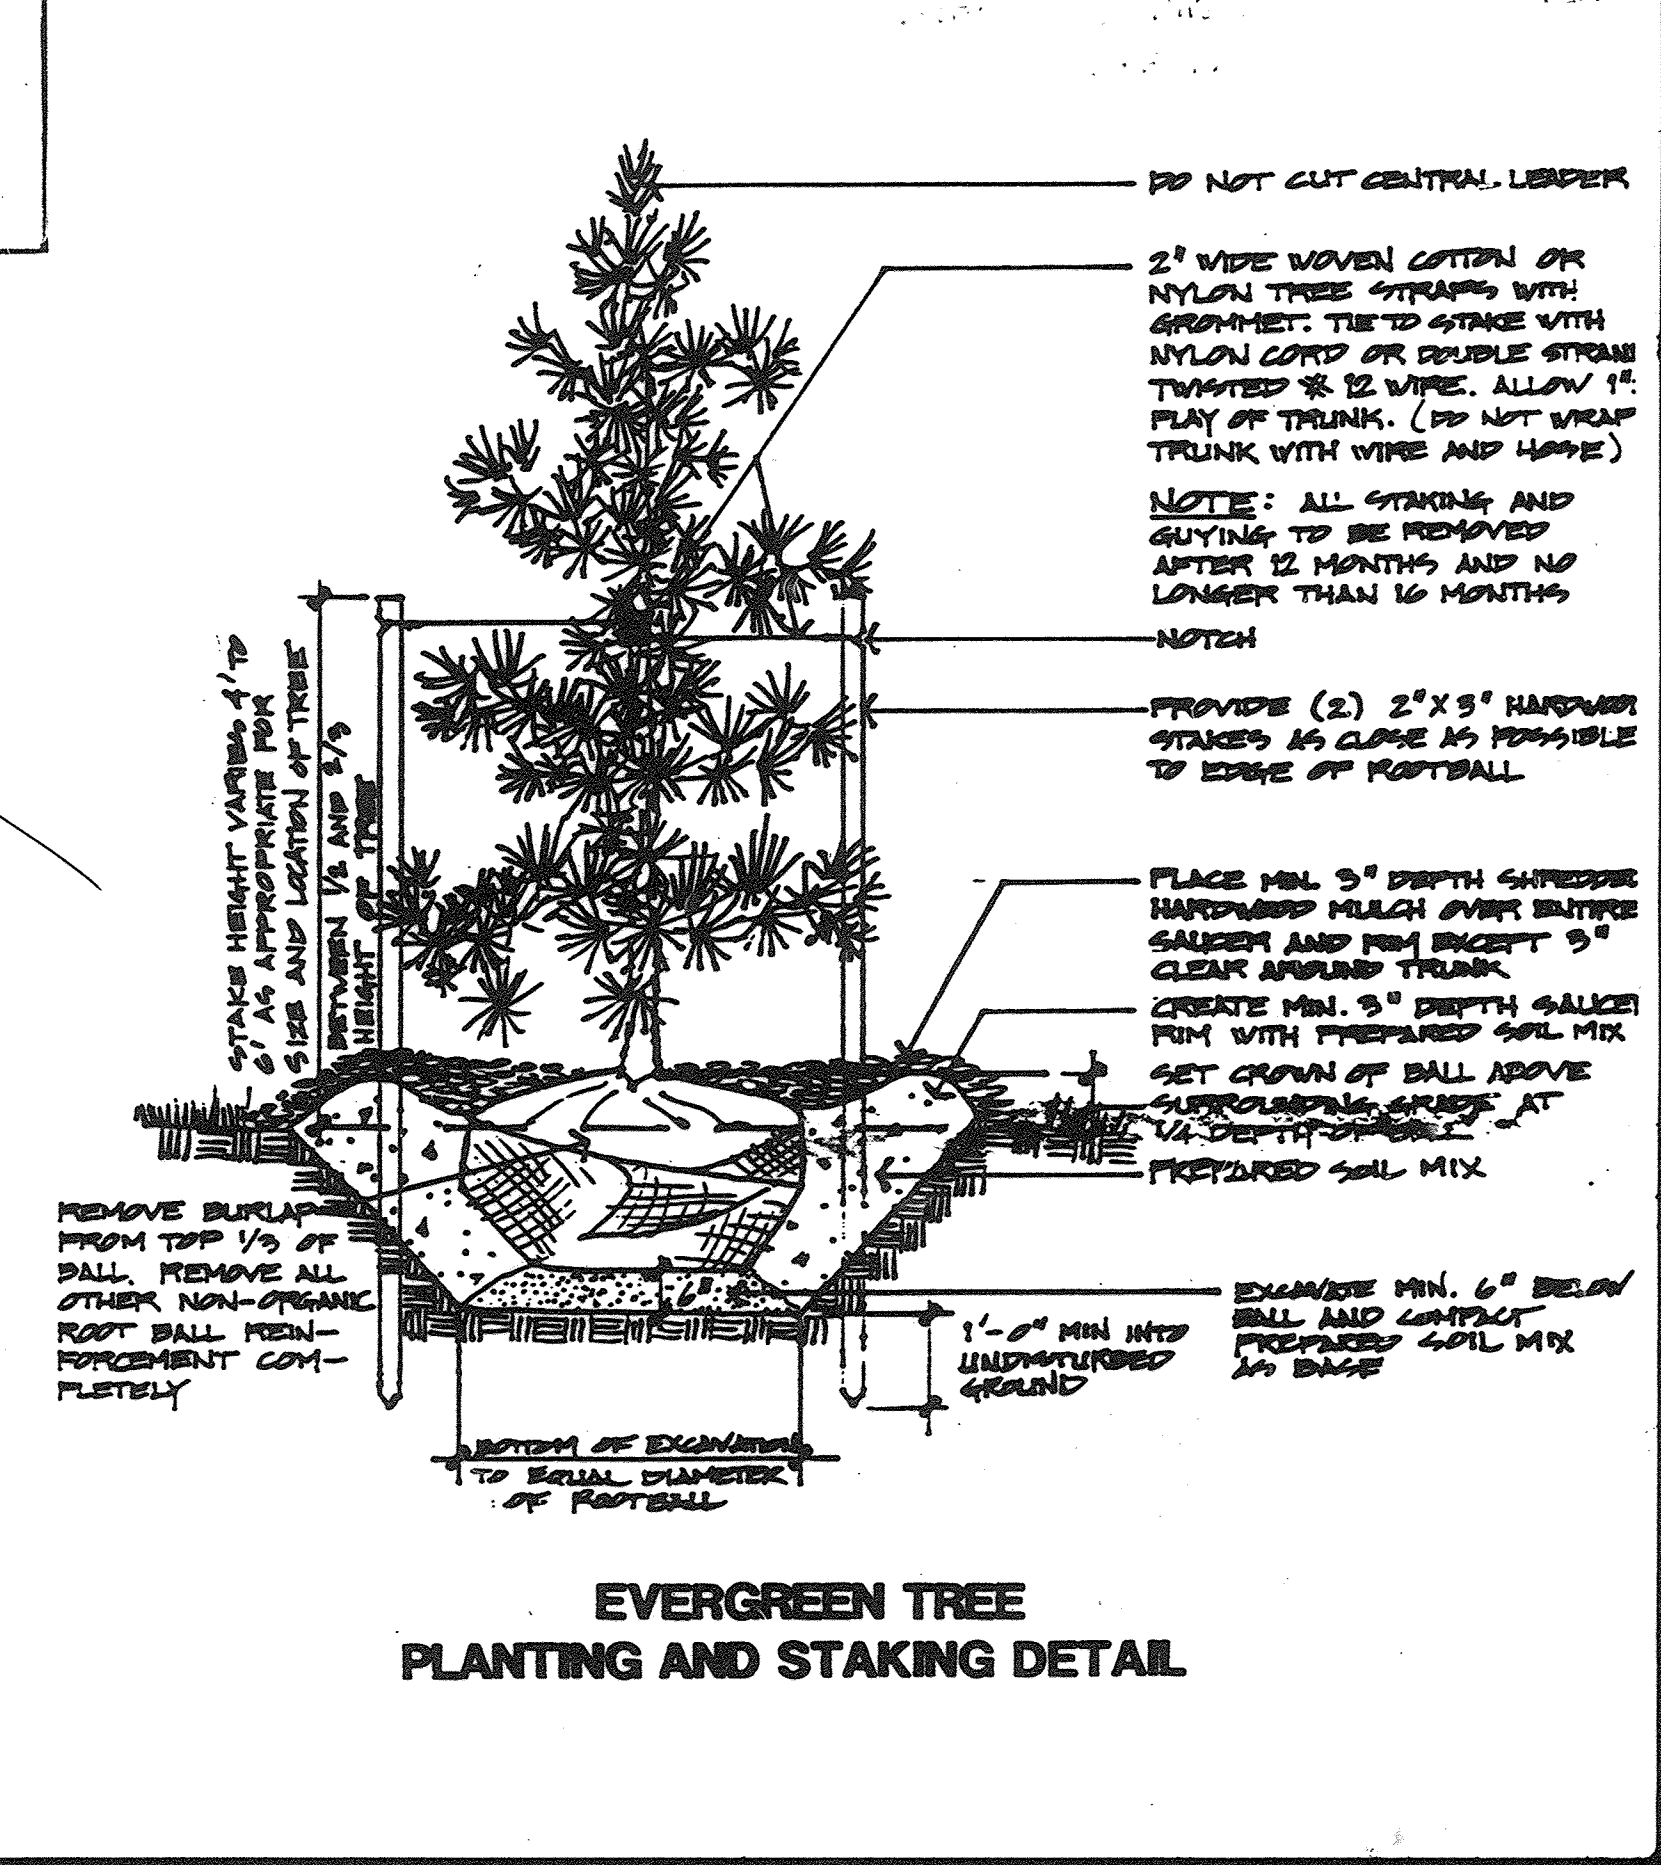 DO NOT CUT CENTRAL LEADER
2" WIDE WOVEN COTTON OR
NYLON TREE STRAPS WITH
GROMMET. TIE TO STAKE WITH
NYLON CORD OR DOUBLE STRAN
TWISTED # 12 WIRE. ALLOW 1"
PLAY OF TRUNK. (DO NOT WRAP
TRUNK WITH WIRE AND HOSE)
NOTE: ALL STAKING AND
GUYING TO BE REMOVED
AFTER 12 MONTHS AND NO
LONGER THAN 16 MONTHS
NOTCH
PROVIDE (2) 2" X 3" HARDWOO
STAKES AS CLOSE AS POSSIBLE
TO EDGE OF ROOTBALL
PLACE MIN. 3" DEPTH SHREDDE
HARDWOOD MULCH OVER ENTIRE
SAUCER AND RIM EXCEPT 3"
CLEAR AROUND TRUNK
CREATE MIN. 3" DEPTH SAUCER
RIM WITH PREPARED SOIL MIX
SET CROWN OF BALL ABOVE
SURROUNDING GRADE AT
1/4 DEPTH OF BALL
PREPARED SOIL MIX
EXCAVATE MIN. 6" BELOW
BALL AND COMPACT
PREPARED SOIL MIX
AS BASE
STAKE HEIGHT VARIES 4' TO
6' AS APPROPRIATE FOR
SIZE AND LOCATION OF TREE
BETWEEN 1/2 AND 2/3
HEIGHT OF TREE
REMOVE BURLAP
FROM TOP 1/3 OF
BALL. REMOVE ALL
OTHER NON-ORGANIC
ROOT BALL REIN-
FORCEMENT COM-
PLETELY
6"
1'-0" MIN INTO
UNDISTURBED
GROUND
BOTTOM OF EXCAVATION
TO EQUAL DIAMETER
OF ROOTBALL
EVERGREEN TREE
PLANTING AND STAKING DETAIL